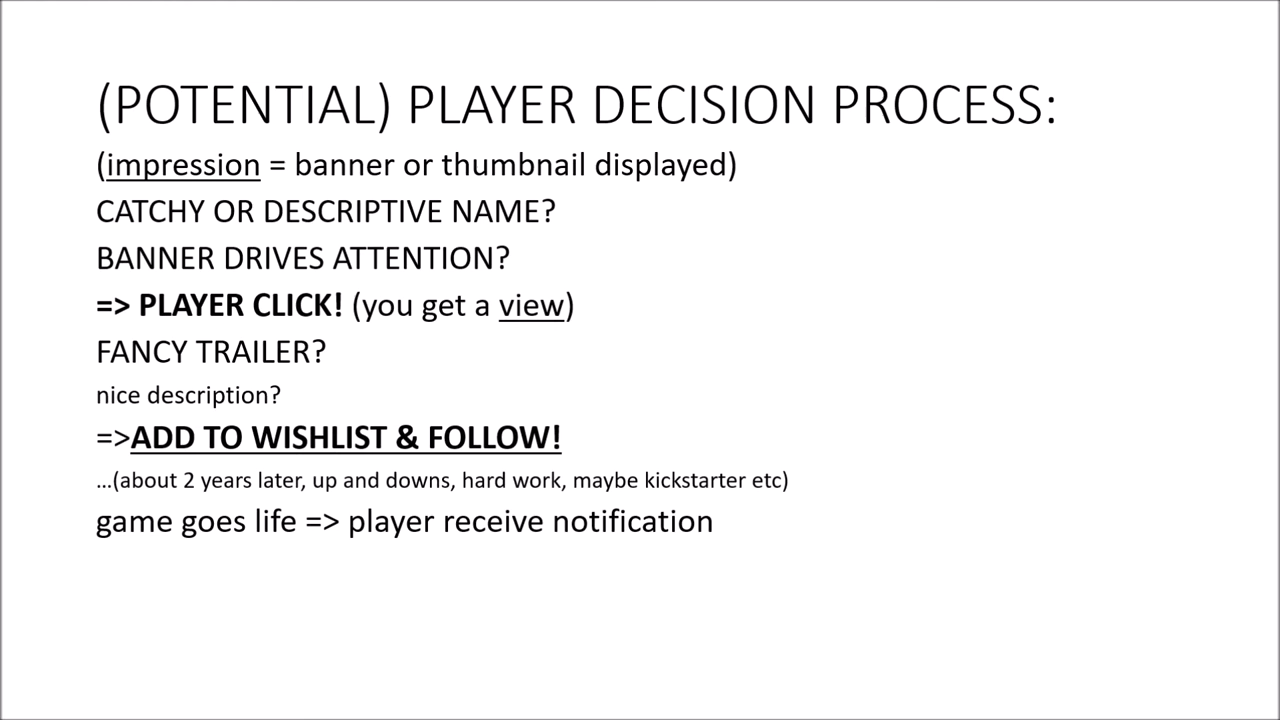 (POTENTIAL) PLAYER DECISION PROCESS:
(impression = banner or thumbnail displayed)
CATCHY OR DESCRIPTIVE NAME?
BANNER DRIVES ATTENTION?
=> PLAYER CLICK! (you get a view)
FANCY TRAILER?
nice description?
=>ADD TO WISHLIST & FOLLOW!
...(about 2 years later, up and downs, hard work, maybe kickstarter etc)
game goes life => player receive notification